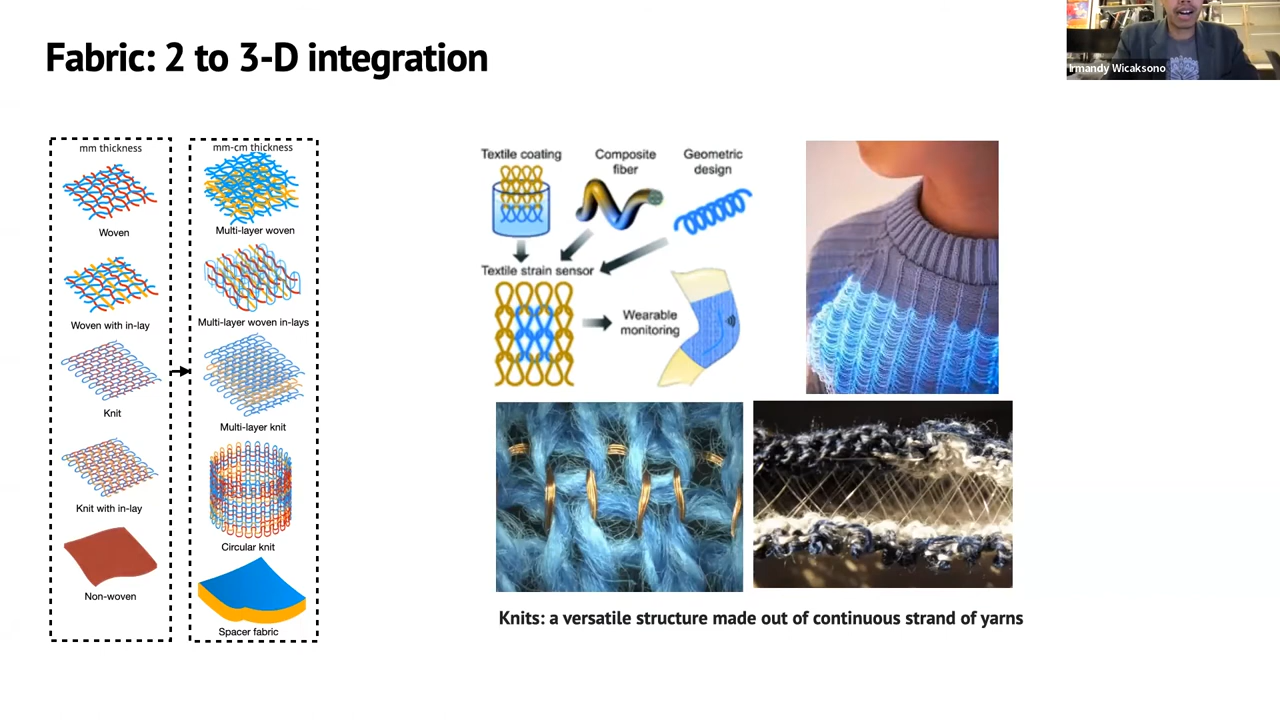 Fabric: 2 to 3-D integration
Irmandy Wicaksono
mm thickness
Woven
Woven with in-lay
Knit
Knit with in-lay
Non-woven
mm-cm thickness
Multi-layer woven
Multi-layer woven in-lays
Multi-layer knit
Circular knit
Spacer fabric
Textile coating
Composite
fiber
Geometric
design
Textile strain sensor
Wearable
monitoring
Knits: a versatile structure made out of continuous strand of yarns